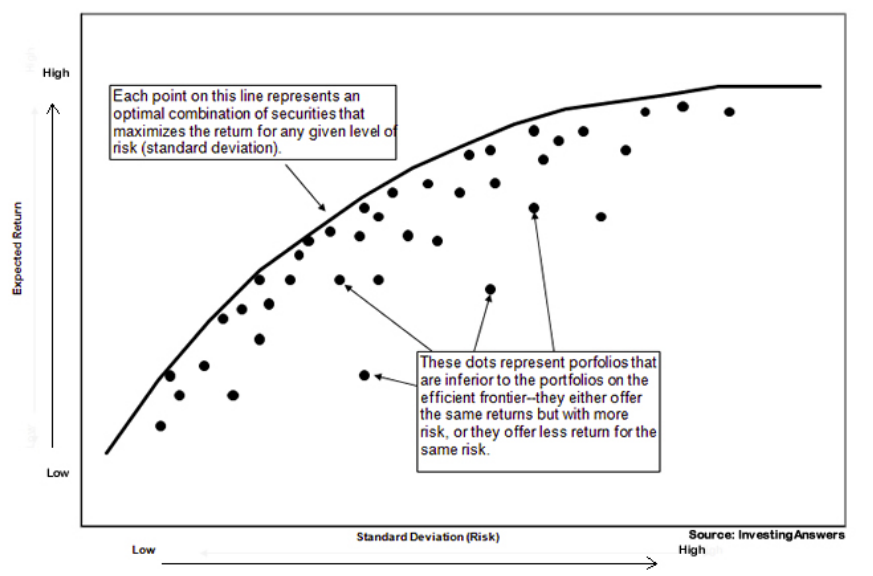 High
Each point on this line represents an
optimal combination of securities that
maximizes the return for any given level of
risk (standard deviation).
Expected Return
These dots represent porfolios that
are inferior to the portfolios on the
efficient frontier--they either offer
the same returns but with more
risk, or they offer less return for the
same risk.
Low
Standard Deviation (Risk)
Source: InvestingAnswers
Low
High